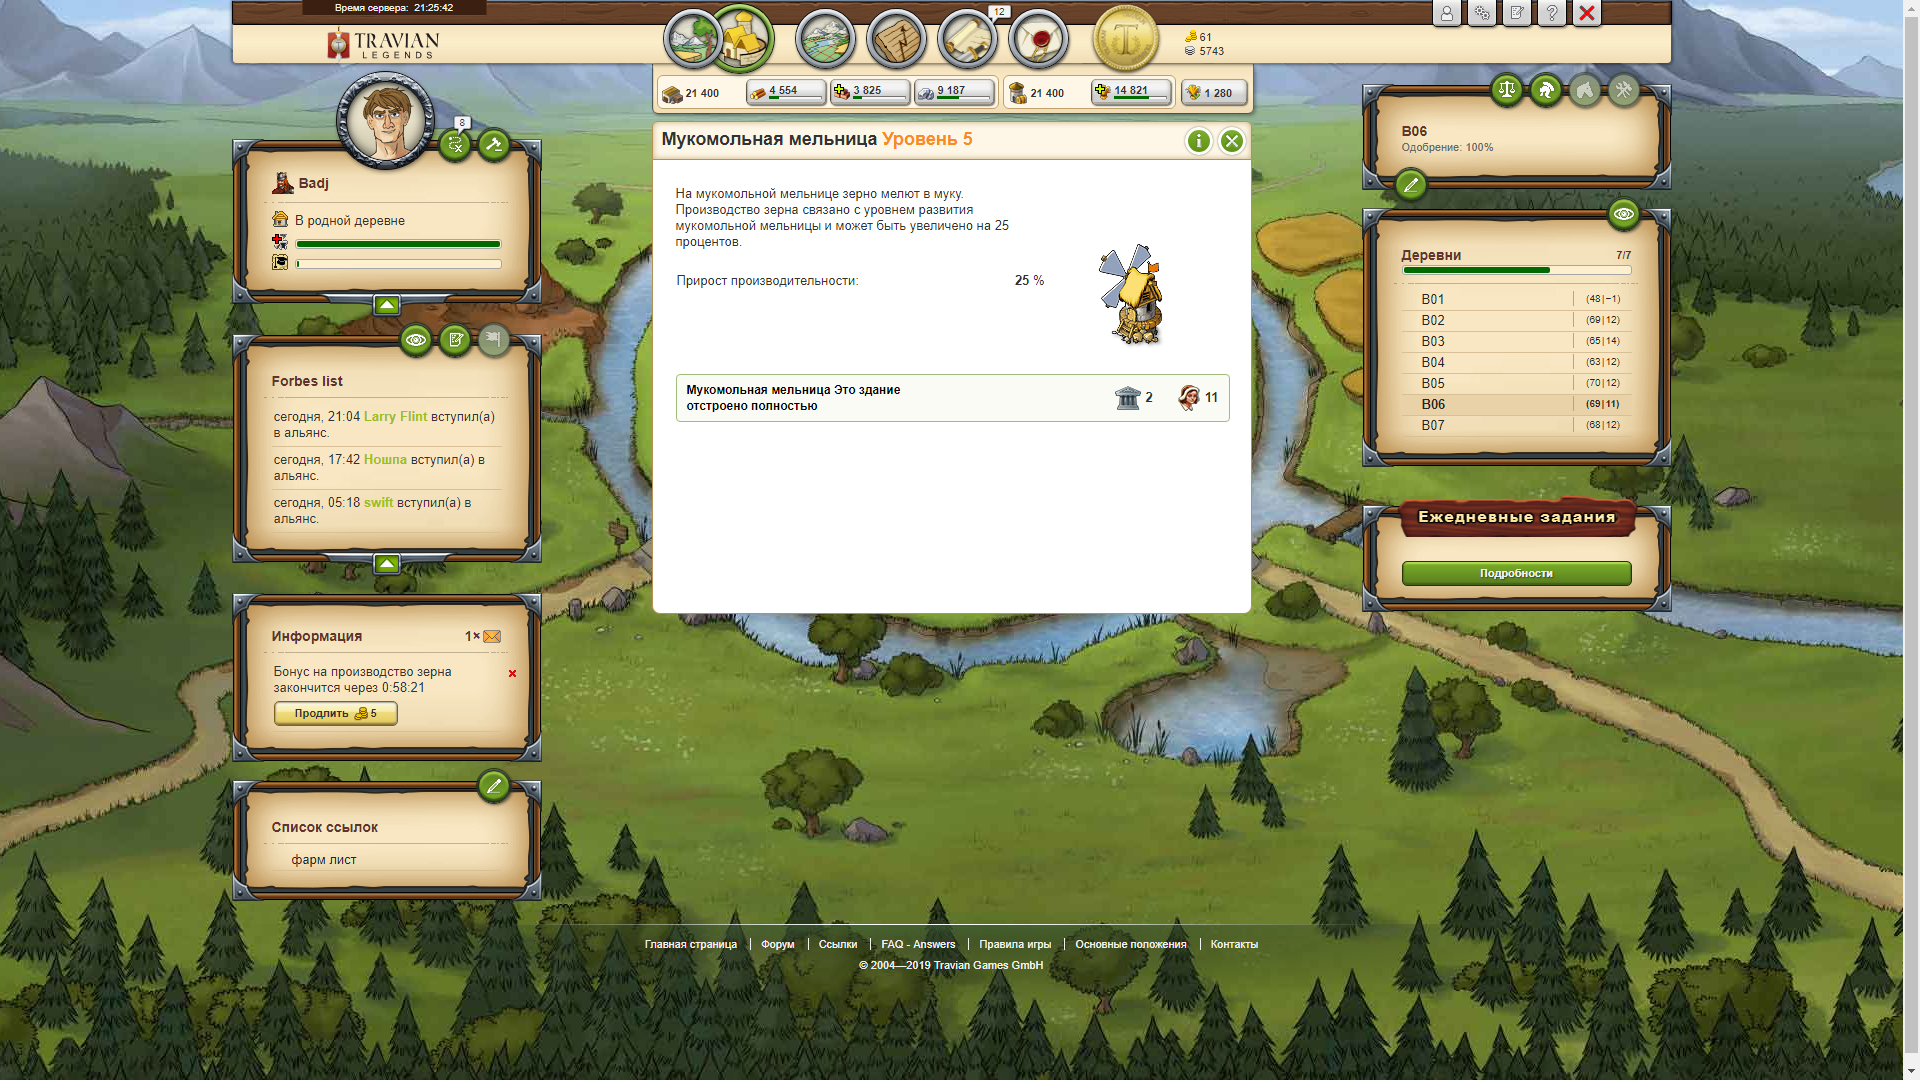 Время сервера: 21:25:42
TRAVIAN
LEGENDS
12
61
5743
21 400
4 554
3 825
9 187
21 400
14 821
1 280
8
Badj
В родной деревне
Forbes list
сегодня, 21:04 Larry Flint вступил(а)
в альянс.
сегодня, 17:42 Ношпа вступил(а) в
альянс.
сегодня, 05:18 swift вступил(а) в
альянс.
Информация 1×
Бонус на производство зерна
закончится через 0:58:21
Продлить 5
Список ссылок
фарм лист
Мукомольная мельница Уровень 5
На мукомольной мельнице зерно мелют в муку.
Производство зерна связано с уровнем развития
мукомольной мельницы и может быть увеличено на 25
процентов.
Прирост производительности: 25 %
Мукомольная мельница Это здание
отстроено полностью
2 11
B06
Одобрение: 100%
Деревни 7/7
B01 (48|−1)
B02 (69|12)
B03 (65|14)
B04 (63|12)
B05 (70|12)
B06 (69|11)
B07 (68|12)
Ежедневные задания
Подробности
Главная страница | Форум | Ссылки | FAQ - Answers | Правила игры | Основные положения | Контакты
© 2004—2019 Travian Games GmbH